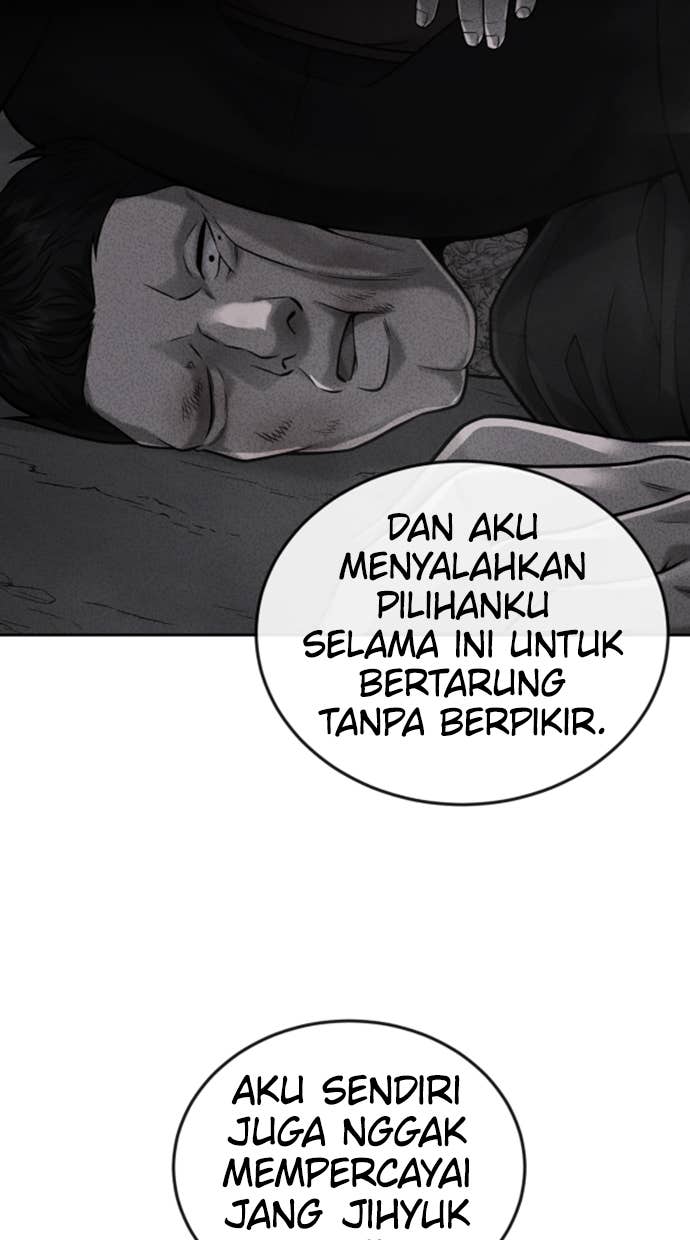 DAN AKU
MENYALAHKAN
PILIHANKU
SELAMA INI UNTUK
BERTARUNG
TANPA BERPIKIR.
AKU SENDIRI
JUGA NGGAK
MEMPERCAYAI
JANG JIHYUK